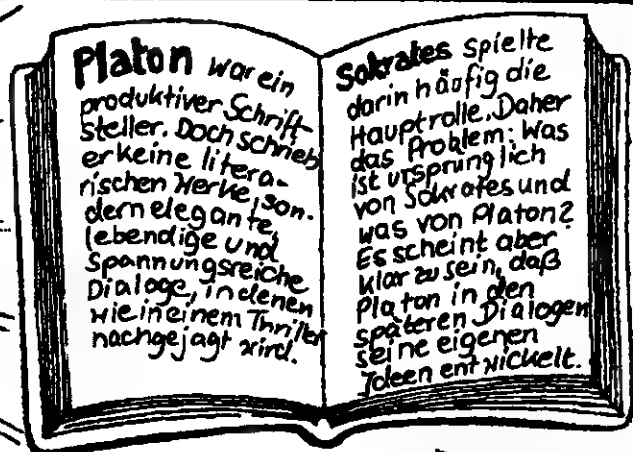 Platon war ein
produktiver Schrift-
steller. Doch schrieb
er keine litera-
rischen Werke, son-
dern elegante,
lebendige und
spannungsreiche
Dialoge, in denen
wie in einem Thriller
nachgejagt wird.
Sokrates spielte
darin häufig die
Hauptrolle. Daher
das Problem: Was
ist ursprünglich
von Sokrates und
was von Platon?
Es scheint aber
klar zu sein, daß
Platon in den
späteren Dialogen
seine eigenen
Ideen entwickelt.